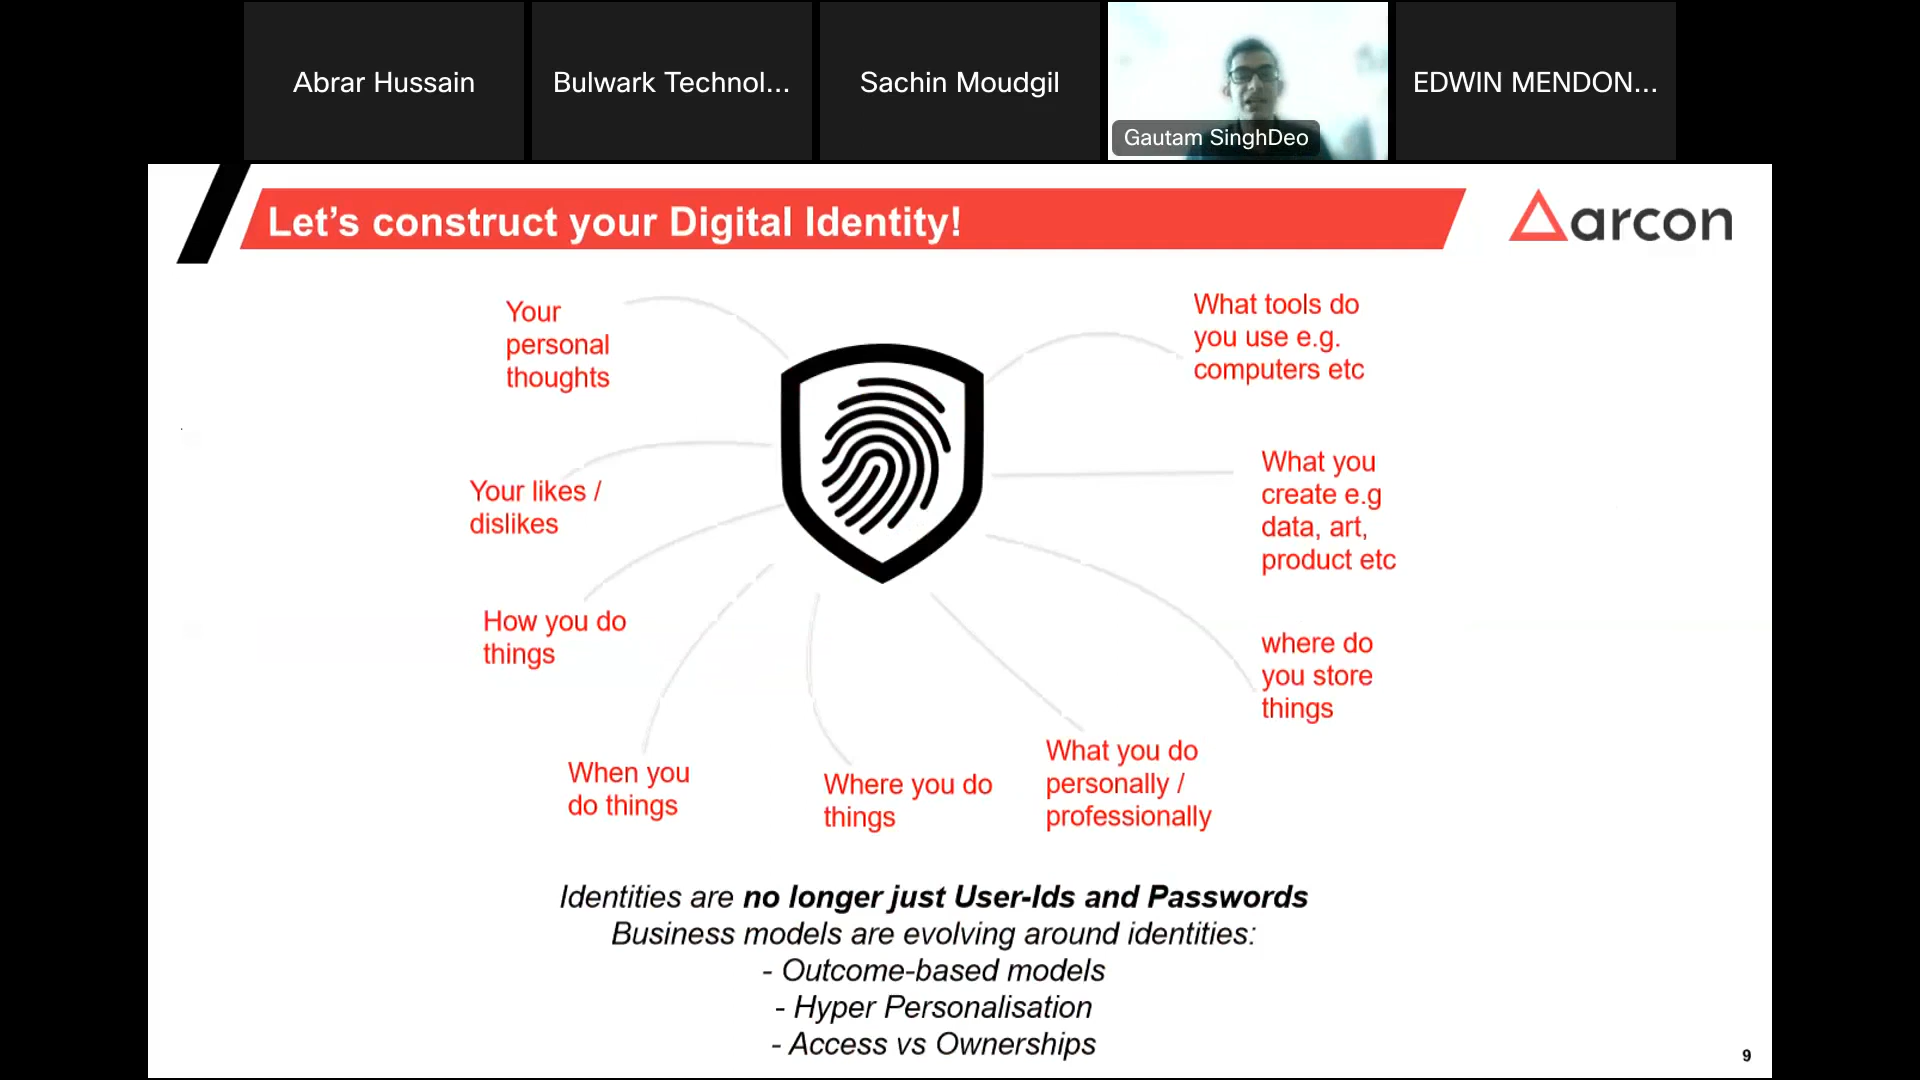 Abrar Hussain
Bulwark Technol...
Sachin Moudgil
Gautam SinghDeo
EDWIN MENDON...
Let's construct your Digital Identity!
arcon
Your
personal
thoughts
What tools do
you use e.g.
computers etc
Your likes /
dislikes
What you
create e.g
data, art,
product etc
How you do
things
where do
you store
things
When you
do things
Where you do
things
What you do
personally /
professionally
Identities are no longer just User-Ids and Passwords
Business models are evolving around identities:
- Outcome-based models
- Hyper Personalisation
- Access vs Ownerships
9